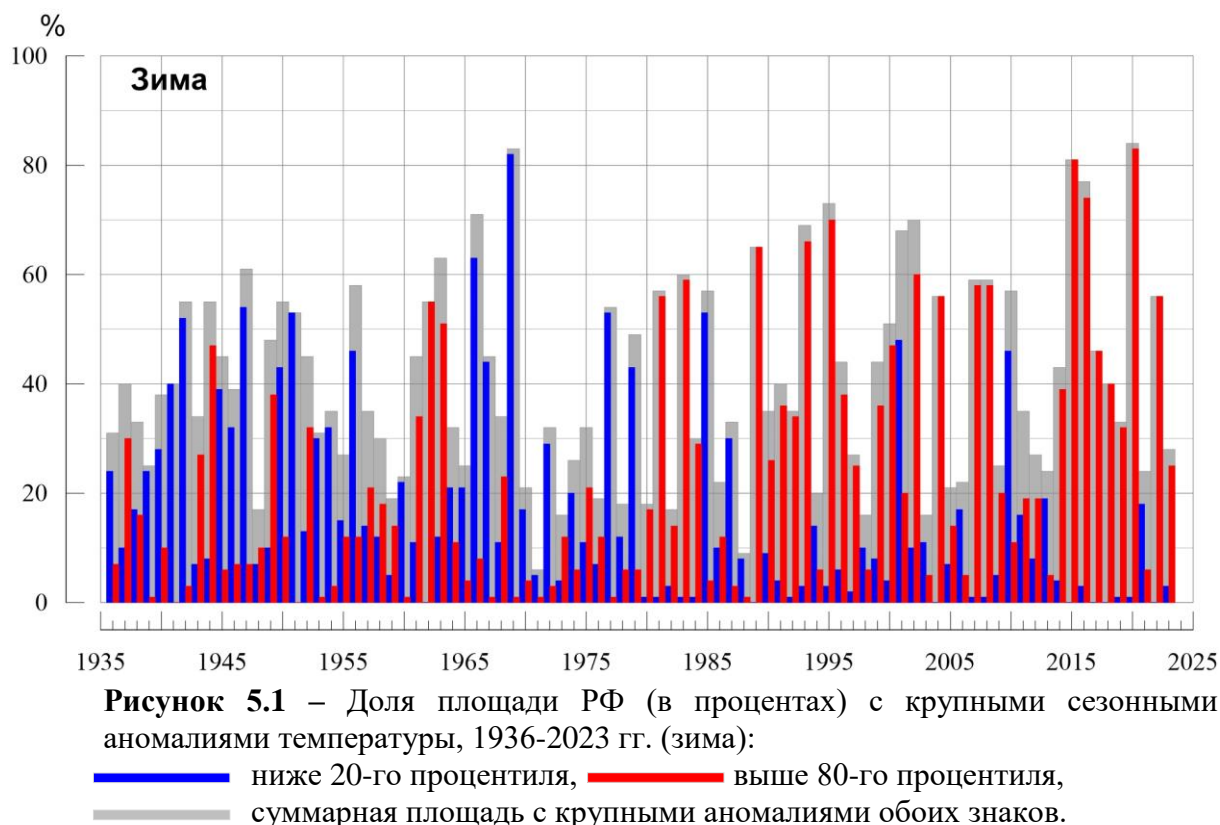 %
100
Зима
80
60
40
20
0
1935 1945 1955 1965 1975 1985 1995 2005 2015 2025
Рисунок 5.1 – Доля площади РФ (в процентах) с крупными сезонными
аномалиями температуры, 1936-2023 гг. (зима):
ниже 20-го процентиля, выше 80-го процентиля,
суммарная площадь с крупными аномалиями обоих знаков.